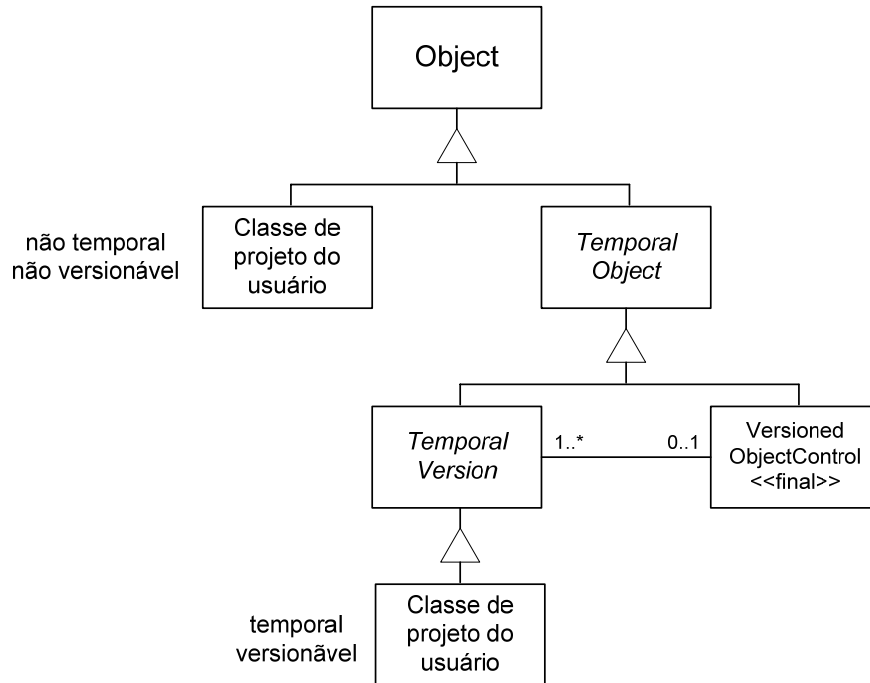 Object
não temporal
não versionável
Classe de
projeto do
usuário
Temporal
Object
Temporal
Version
1..*
0..1
Versioned
ObjectControl
<<final>>
temporal
versionãvel
Classe de
projeto do
usuário